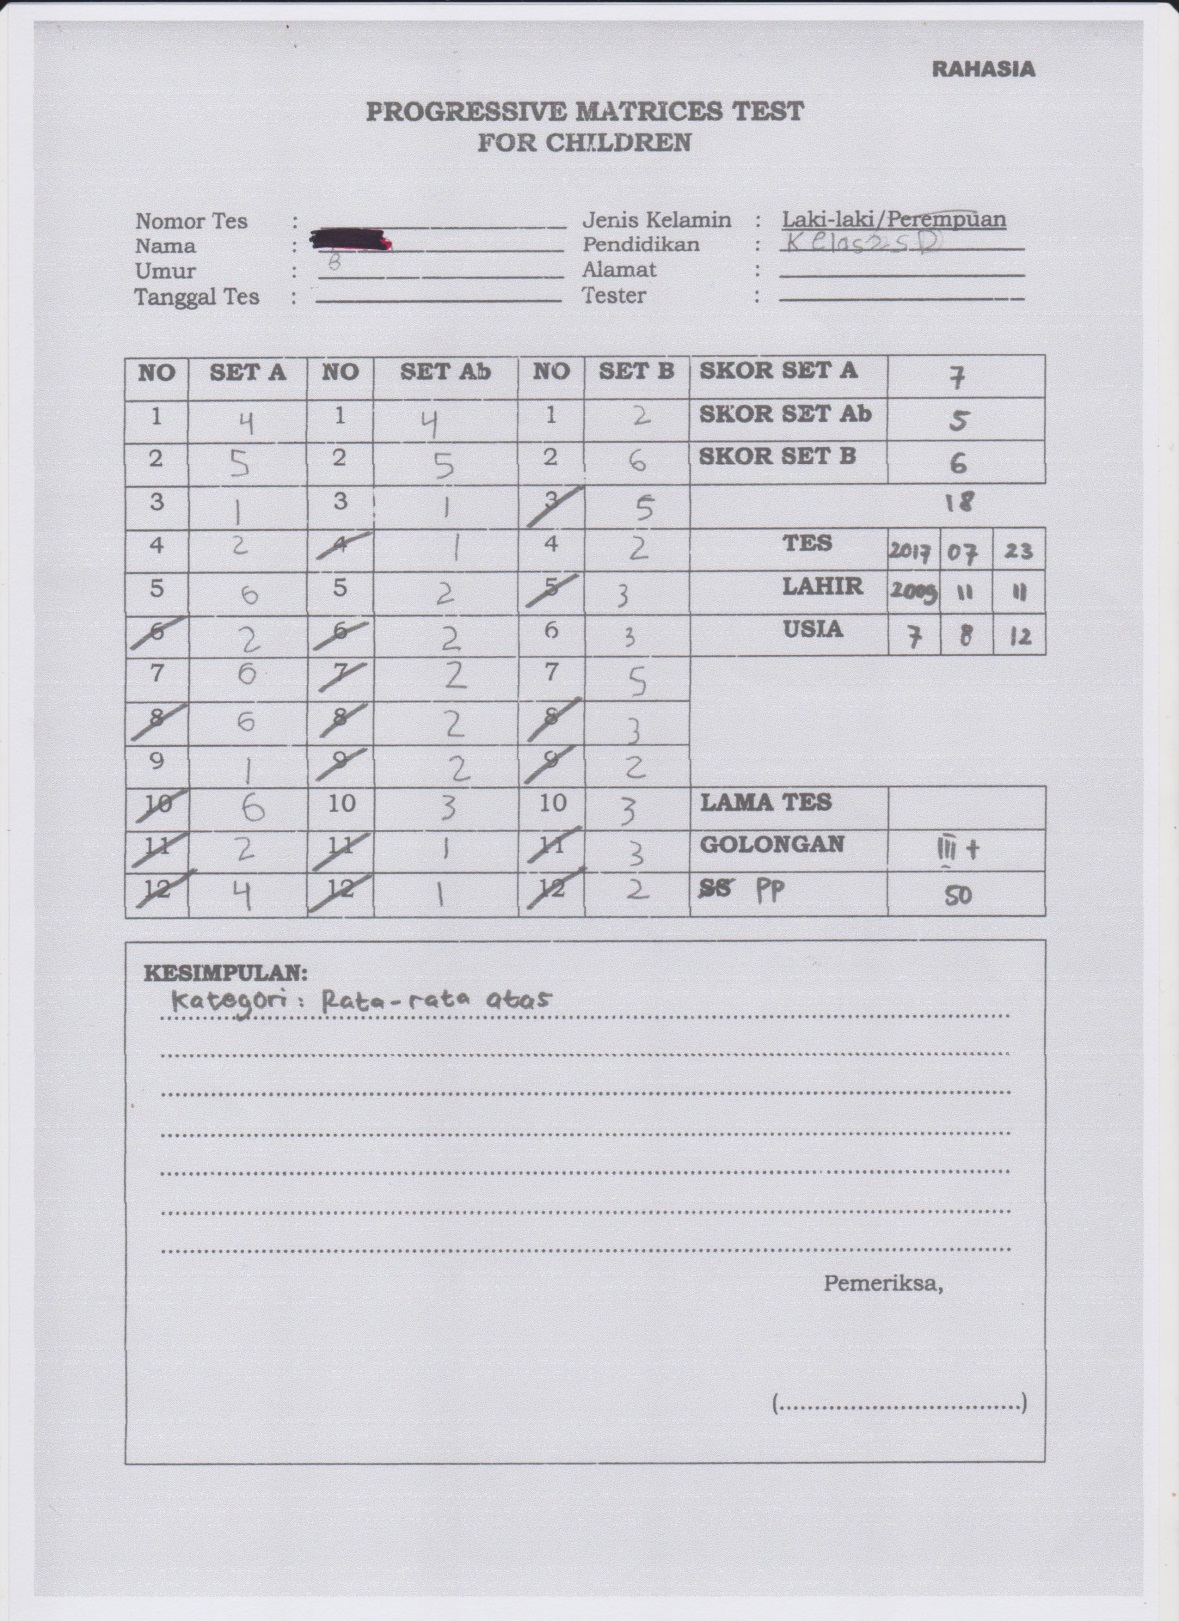 RAHASIA
PROGRESSIVE MATRICES TEST
FOR CHILDREN
Nomor Tes : Jenis Kelamin : Laki-laki/Perempuan
Nama : Pendidikan : Kelas 2 SD
Umur : 8 Alamat :
Tanggal Tes : Tester :
NO SET A NO SET Ab NO SET B SKOR SET A 7
1 4 1 4 1 2 SKOR SET Ab 5
2 5 2 5 2 6 SKOR SET B 6
3 1 3 1 3 5 18
4 2 4 1 4 2 TES 2017 07 23
5 6 5 2 5 3 LAHIR 2009 11 11
6 2 6 2 6 3 USIA 7 8 12
7 6 7 2 7 5
8 6 8 2 8 3
9 1 9 2 9 2
10 6 10 3 10 3 LAMA TES
11 2 11 1 11 3 GOLONGAN III +
12 4 12 1 12 2 SS PP 50
KESIMPULAN:
Kategori : Rata-rata atas
Pemeriksa,
(................................)